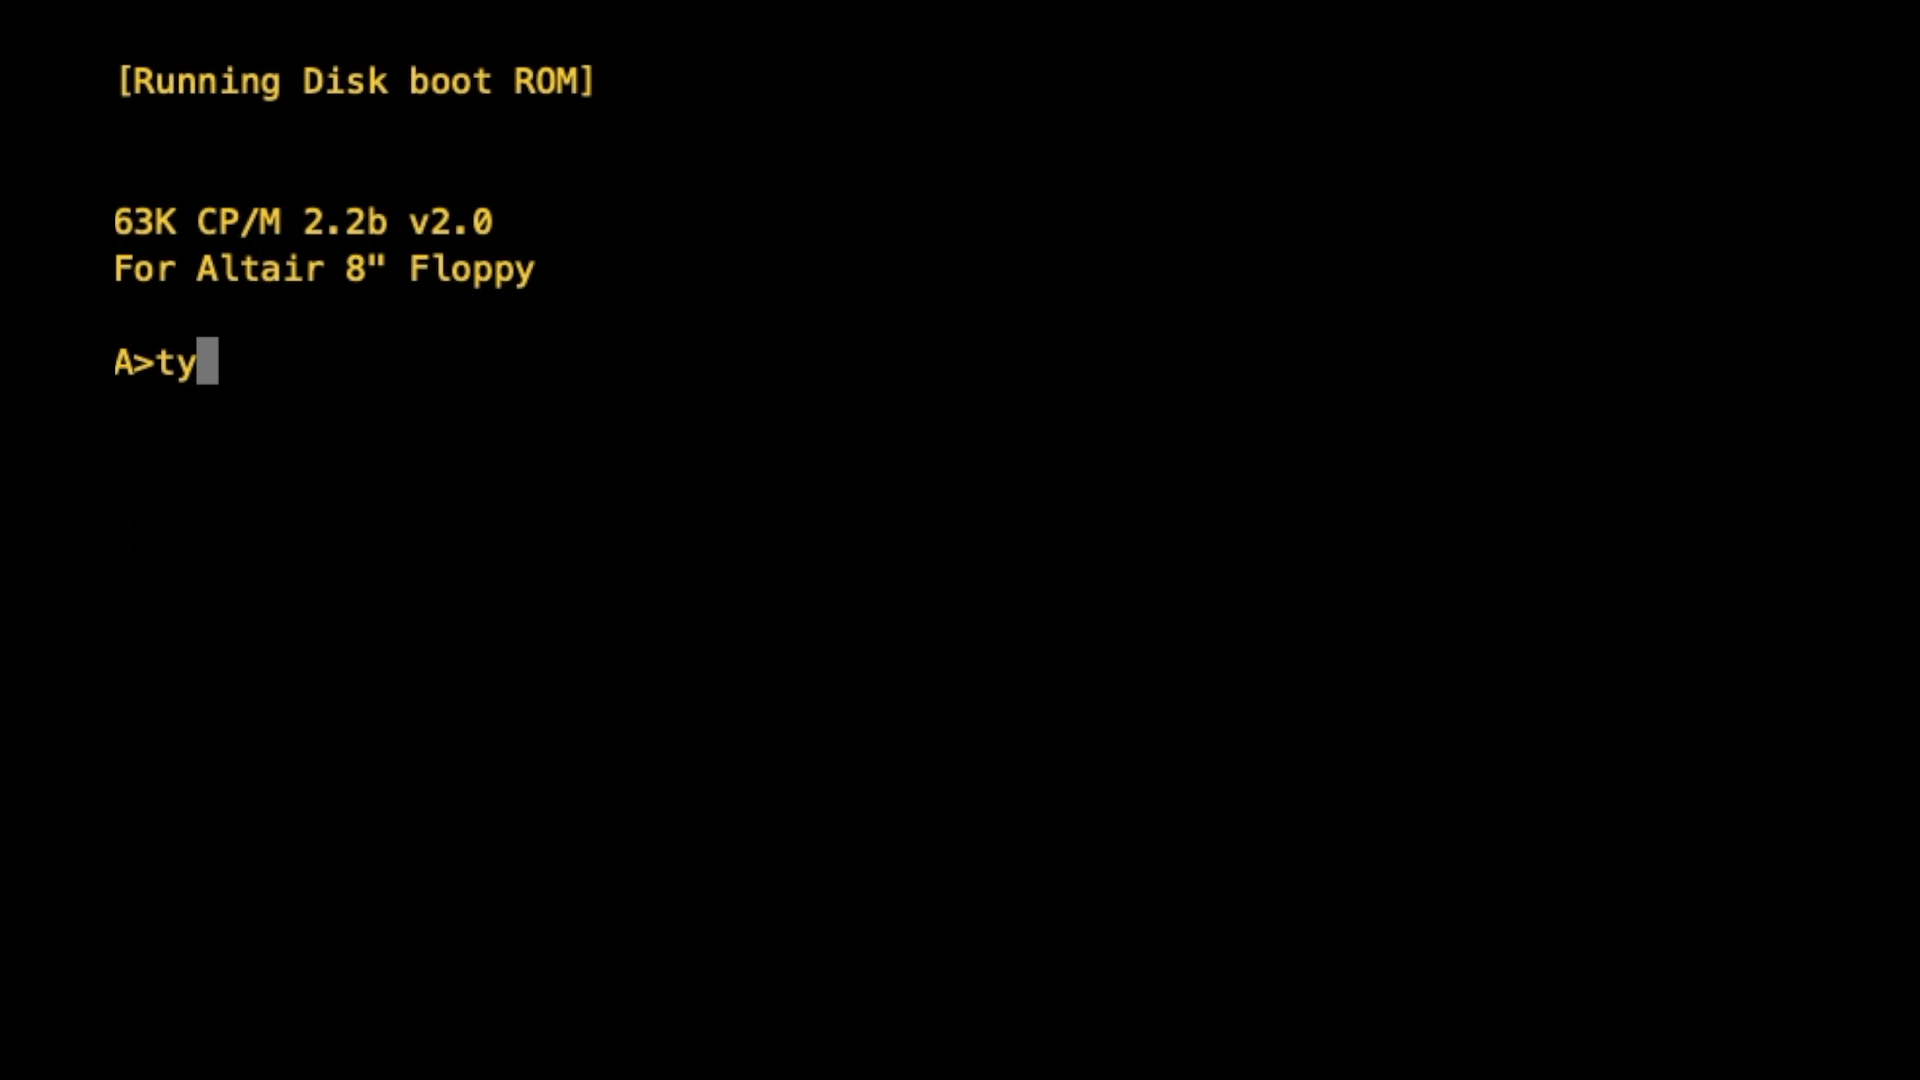 [Running Disk boot ROM]
63K CP/M 2.2b v2.0
For Altair 8" Floppy
A>ty